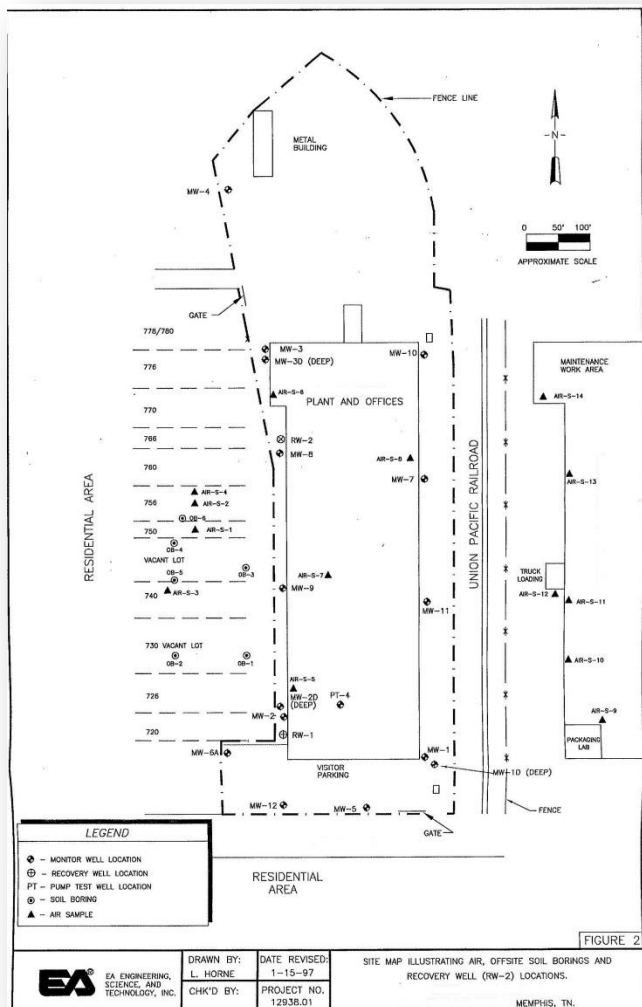 FENCE LINE
METAL
BUILDING
-N-
MW-4
0 50' 100'
APPROXIMATE SCALE
GATE
778/780
MW-3
MW-10
MW-3D (DEEP)
776
MAINTENANCE
WORK AREA
AIR-S-6
AIR-S-14
PLANT AND OFFICES
770
766
RW-2
760
MW-8
AIR-S-8
MW-7
AIR-S-13
AIR-S-4
756
AIR-S-2
OB-6
750
AIR-S-1
OB-4
RESIDENTIAL AREA
UNION PACIFIC RAILROAD
VACANT LOT
OB-5
OB-3
TRUCK
LOADING
AIR-S-7
740
AIR-S-3
MW-9
AIR-S-12
AIR-S-11
MW-11
730 VACANT LOT
OB-2
OB-1
AIR-S-10
AIR-S-5
726
MW-2D
(DEEP)
PT-4
MW-2
AIR-S-9
720
RW-1
PACKAGING
LAB
MW-6A
MW-1
VISITOR
PARKING
MW-1D (DEEP)
MW-12
MW-5
FENCE
GATE
LEGEND
- MONITOR WELL LOCATION
- RECOVERY WELL LOCATION
PT - PUMP TEST WELL LOCATION
- SOIL BORING
- AIR SAMPLE
RESIDENTIAL
AREA
FIGURE 2
EA®
EA ENGINEERING,
SCIENCE, AND
TECHNOLOGY, INC.
DRAWN BY:
L. HORNE
DATE REVISED:
1-15-97
CHK'D BY:
PROJECT NO.
12938.01
SITE MAP ILLUSTRATING AIR, OFFSITE SOIL BORINGS AND
RECOVERY WELL (RW-2) LOCATIONS.
MEMPHIS, TN.